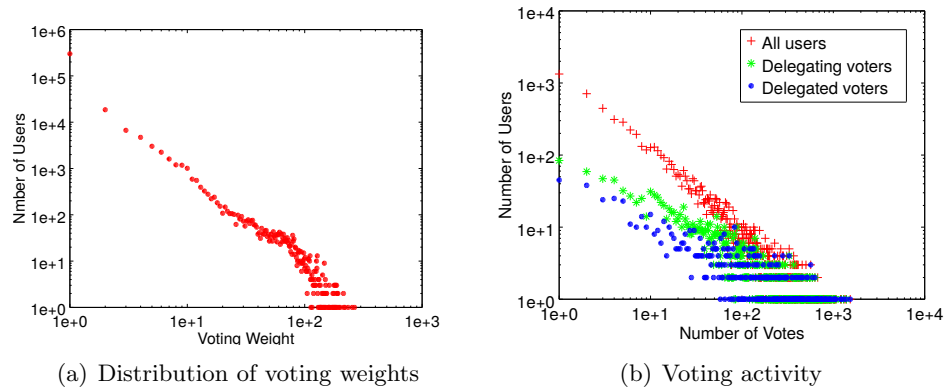 1e+6
1e+5
1e+4
1e+3
1e+2
1e+1
1e+0
Nmber of Users
1e+0 1e+1 1e+2 1e+3
Voting Weight
(a) Distribution of voting weights
1e+4
1e+3
1e+2
1e+1
1e+0
Number of Users
All users
Delegating voters
Delegated voters
1e+0 1e+1 1e+2 1e+3 1e+4
Number of Votes
(b) Voting activity